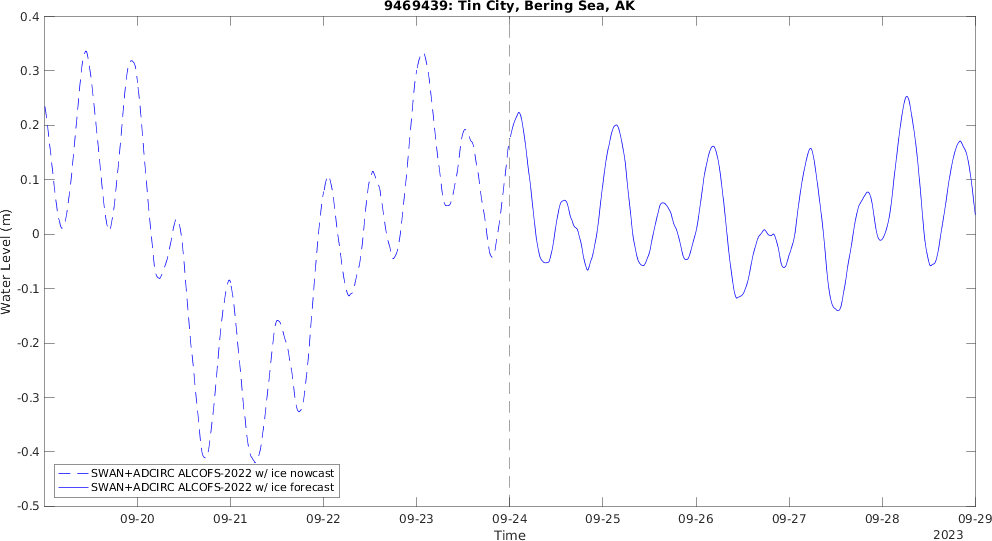 9469439: Tin City, Bering Sea, AK
0.4
0.3
0.2
0.1
0
-0.1
-0.2
-0.3
-0.4
-0.5
Water Level (m)
SWAN+ADCIRC ALCOFS-2022 w/ ice nowcast
SWAN+ADCIRC ALCOFS-2022 w/ ice forecast
09-20 09-21 09-22 09-23 09-24 09-25 09-26 09-27 09-28 09-29
Time
2023